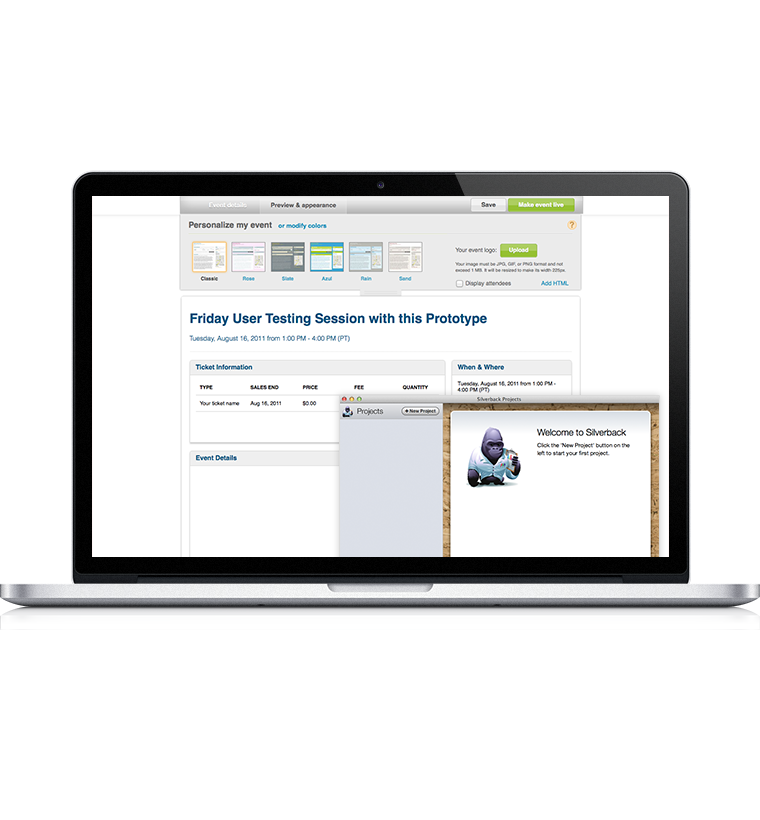 Event details Preview & appearance Save Make event live
Personalize my event or modify colors ?
Classic Rose Slate Azul Rain Sand
Your event logo: Upload
Your image must be JPG, GIF, or PNG format and not
exceed 1 MB. It will be resized to make its width 225px.
Display attendees Add HTML
Friday User Testing Session with this Prototype
Tuesday, August 16, 2011 from 1:00 PM - 4:00 PM (PT)
Ticket Information
TYPE SALES END PRICE FEE QUANTITY
Your ticket name Aug 16, 2011 $0.00
When & Where
Tuesday, August 16, 2011 from 1:00 PM -
4:00 PM (PT)
Event Details
Silverback Projects
Projects + New Project
Welcome to Silverback
Click the 'New Project' button on the
left to start your first project.